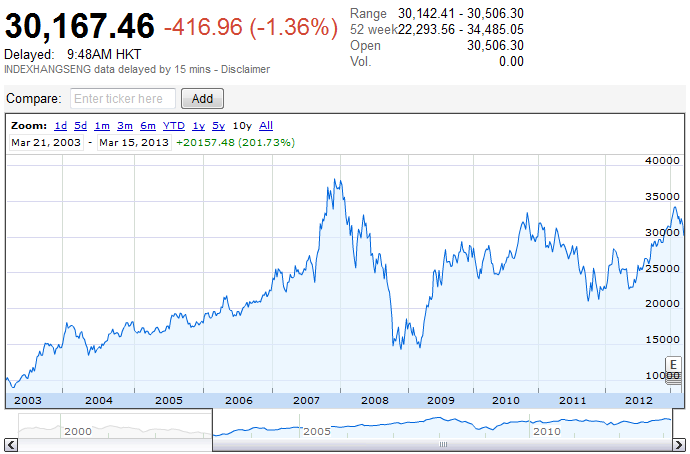 30,167.46 -416.96 (-1.36%)
Delayed: 9:48AM HKT
INDEXHANGSENG data delayed by 15 mins - Disclaimer
Range 30,142.41 - 30,506.30
52 week 22,293.56 - 34,485.05
Open 30,506.30
Vol. 0.00
Compare: Enter ticker here Add
Zoom: 1d 5d 1m 3m 6m YTD 1y 5y 10y All
Mar 21, 2003 - Mar 15, 2013 +20157.48 (201.73%)
40000
35000
30000
25000
20000
15000
E
10000
2003 2004 2005 2006 2007 2008 2009 2010 2011 2012
2000 2005 2010